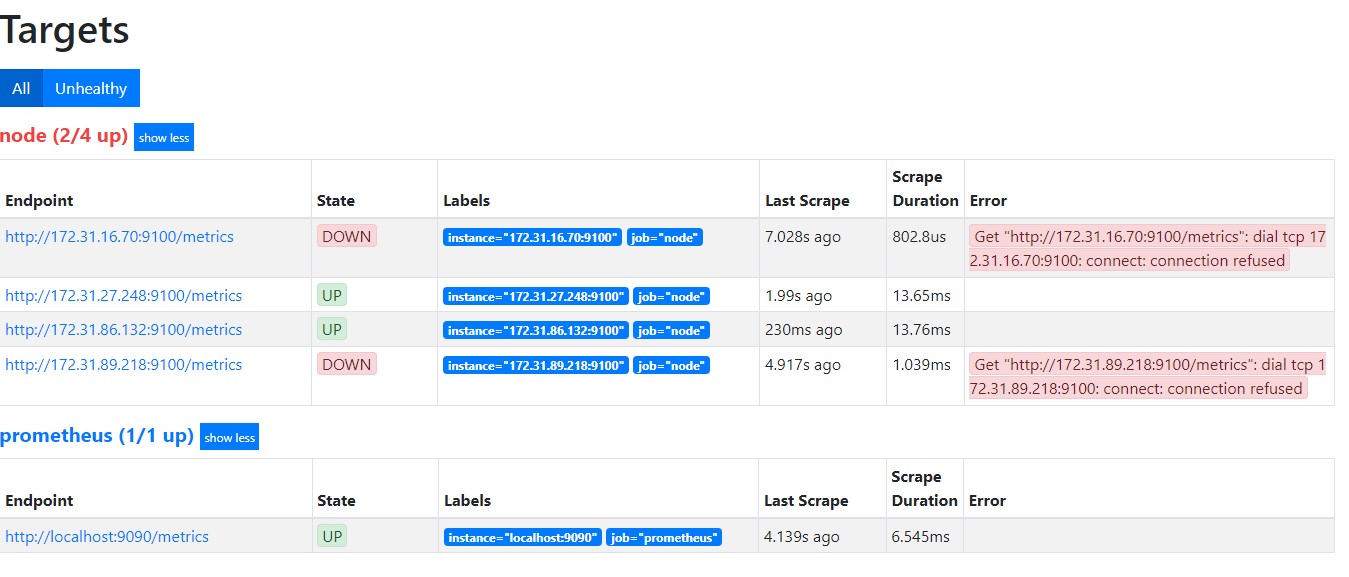 Targets
All Unhealthy
node (2/4 up) show less
Endpoint State Labels Last Scrape Scrape Duration Error
http://172.31.16.70:9100/metrics DOWN instance="172.31.16.70:9100" job="node" 7.028s ago 802.8us Get "http://172.31.16.70:9100/metrics": dial tcp 17
2.31.16.70:9100: connect: connection refused
http://172.31.27.248:9100/metrics UP instance="172.31.27.248:9100" job="node" 1.99s ago 13.65ms
http://172.31.86.132:9100/metrics UP instance="172.31.86.132:9100" job="node" 230ms ago 13.76ms
http://172.31.89.218:9100/metrics DOWN instance="172.31.89.218:9100" job="node" 4.917s ago 1.039ms Get "http://172.31.89.218:9100/metrics": dial tcp 1
72.31.89.218:9100: connect: connection refused
prometheus (1/1 up) show less
Endpoint State Labels Last Scrape Scrape Duration Error
http://localhost:9090/metrics UP instance="localhost:9090" job="prometheus" 4.139s ago 6.545ms